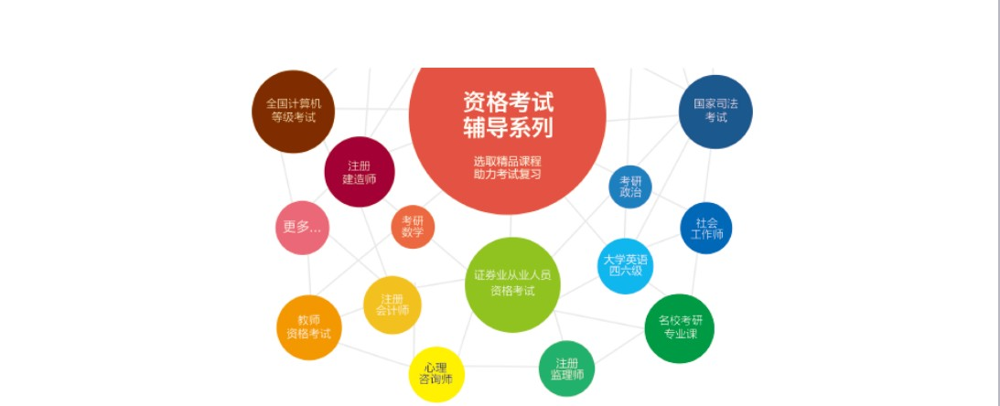 资格考试
辅导系列
选取精品课程
助力考试复习
全国计算机
等级考试
国家司法
考试
注册
建造师
考研
政治
更多...
考研
数学
社会
工作师
大学英语
四六级
证券业从业人员
资格考试
注册
会计师
教师
资格考试
名校考研
专业课
心理
咨询师
注册
监理师